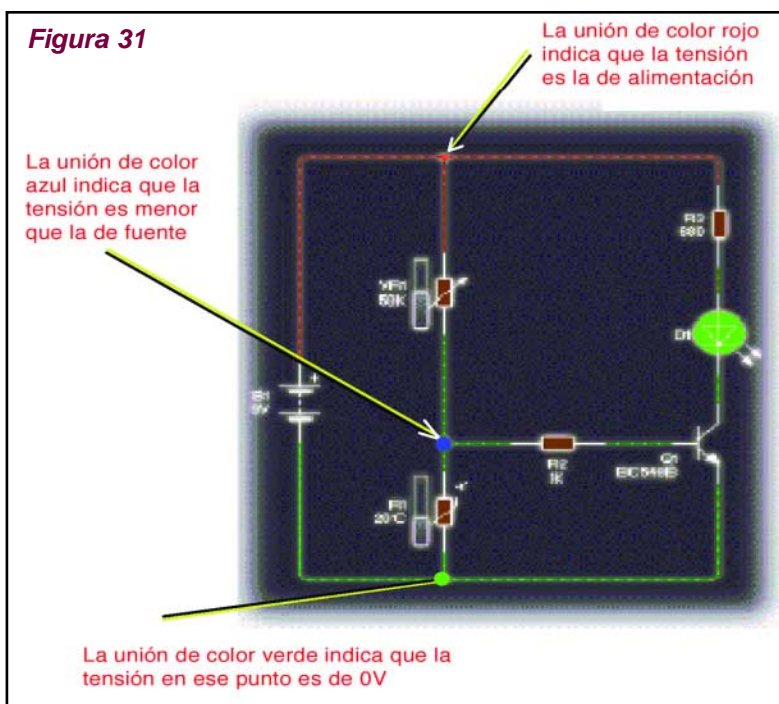 Figura 31
La unión de color rojo
indica que la tensión
es la de alimentación
La unión de color
azul indica que la
tensión es menor
que la de fuente
R3
680
VR1
50K
D1
B1
9V
R2
1K
Q1
BC548B
R1
20°C
La unión de color verde indica que la
tensión en ese punto es de 0V